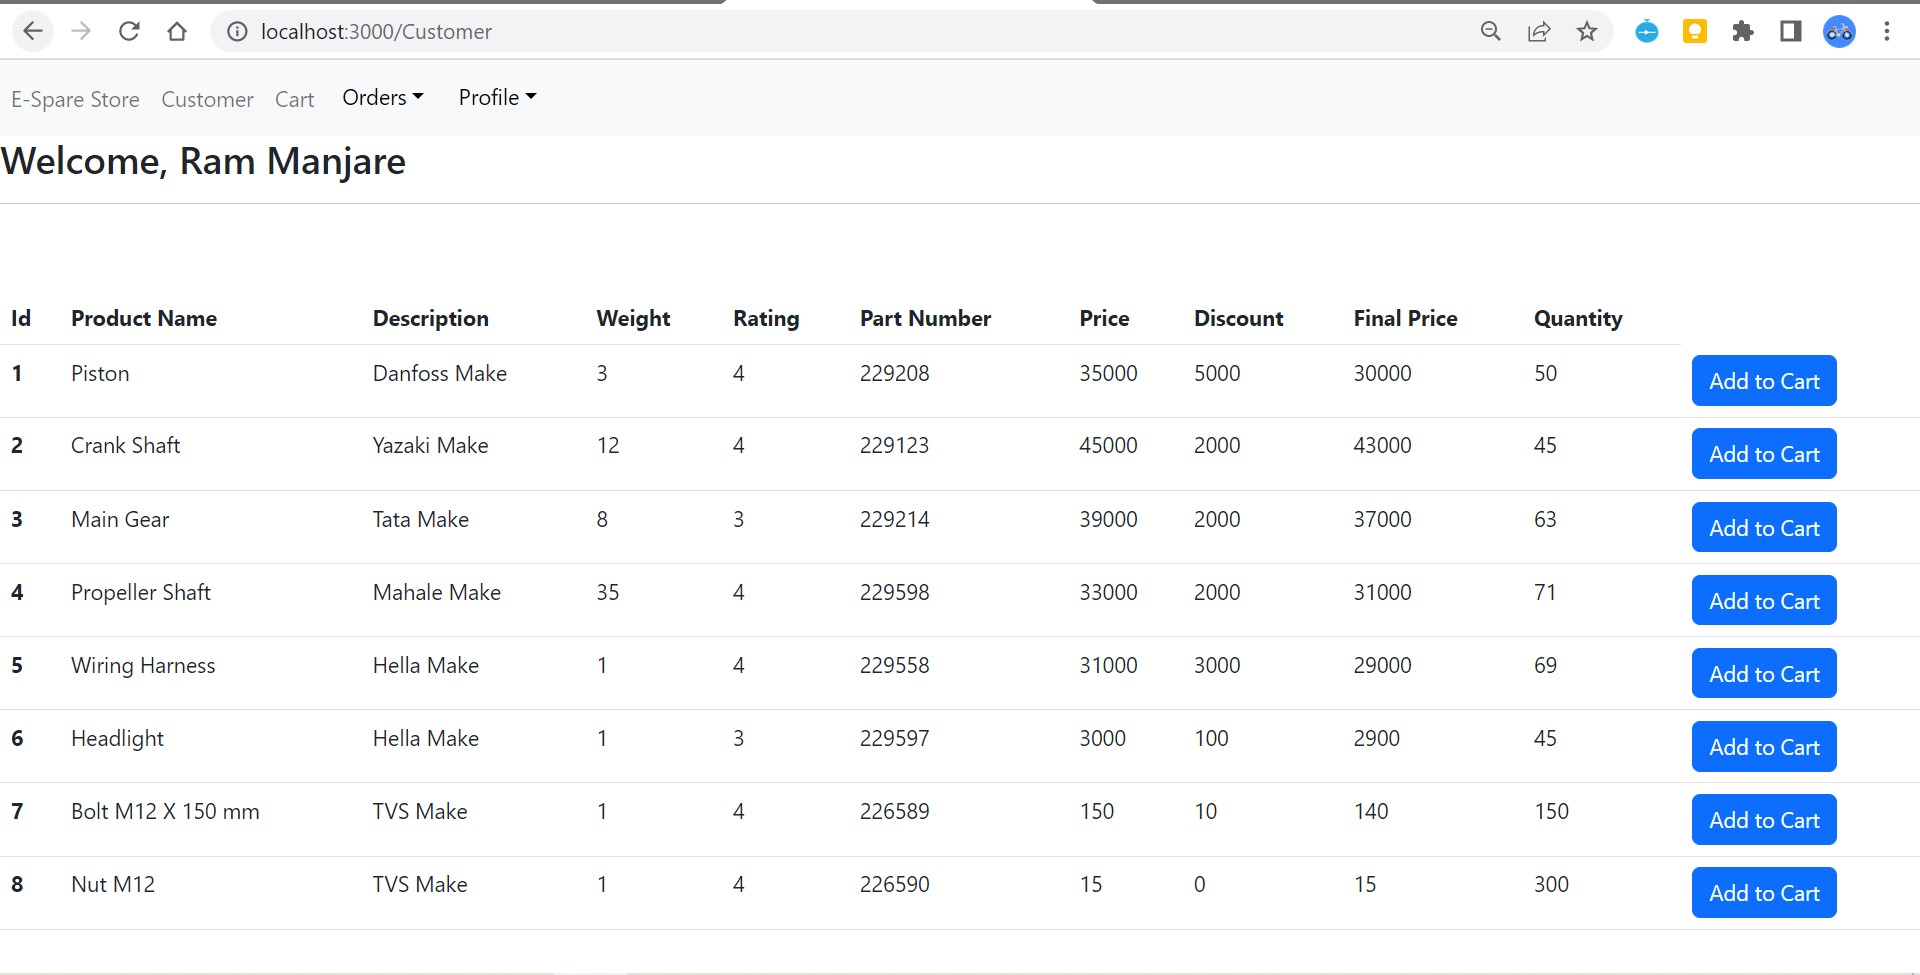 localhost:3000/Customer
E-Spare Store Customer Cart Orders Profile
Welcome, Ram Manjare
Id Product Name Description Weight Rating Part Number Price Discount Final Price Quantity
1 Piston Danfoss Make 3 4 229208 35000 5000 30000 50 Add to Cart
2 Crank Shaft Yazaki Make 12 4 229123 45000 2000 43000 45 Add to Cart
3 Main Gear Tata Make 8 3 229214 39000 2000 37000 63 Add to Cart
4 Propeller Shaft Mahale Make 35 4 229598 33000 2000 31000 71 Add to Cart
5 Wiring Harness Hella Make 1 4 229558 31000 3000 29000 69 Add to Cart
6 Headlight Hella Make 1 3 229597 3000 100 2900 45 Add to Cart
7 Bolt M12 X 150 mm TVS Make 1 4 226589 150 10 140 150 Add to Cart
8 Nut M12 TVS Make 1 4 226590 15 0 15 300 Add to Cart